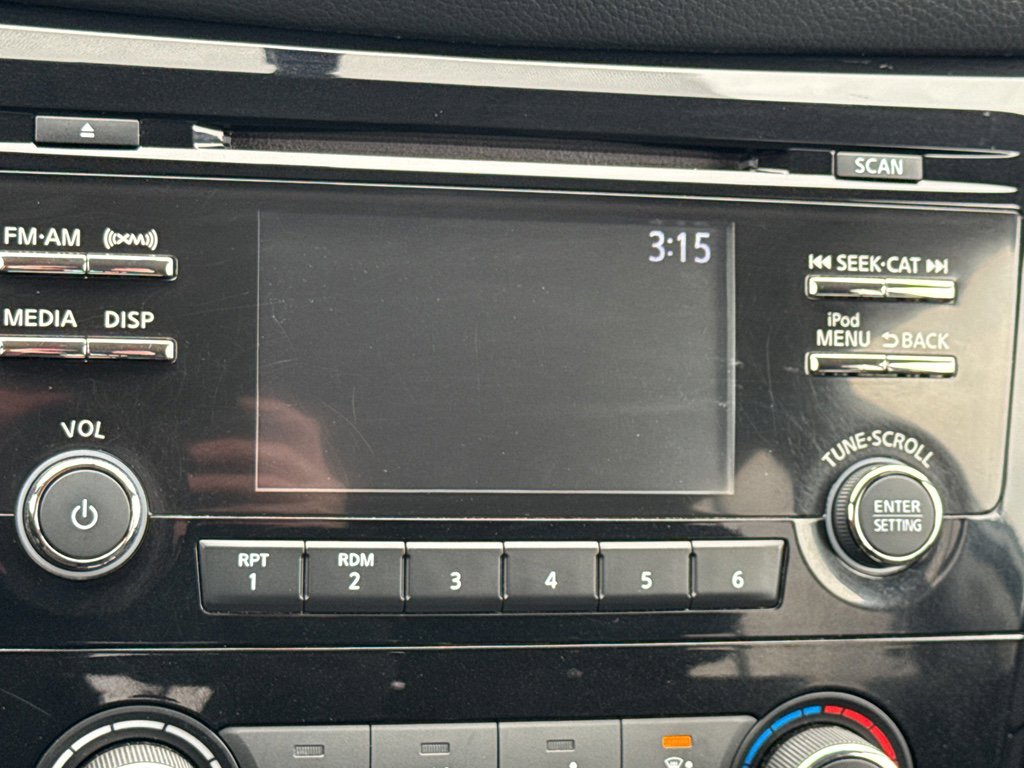 SCAN
FM·AM XM
3:15
SEEK·CAT
MEDIA DISP
iPod
MENU BACK
VOL
TUNE·SCROLL
ENTER
SETTING
RPT RDM
1 2 3 4 5 6